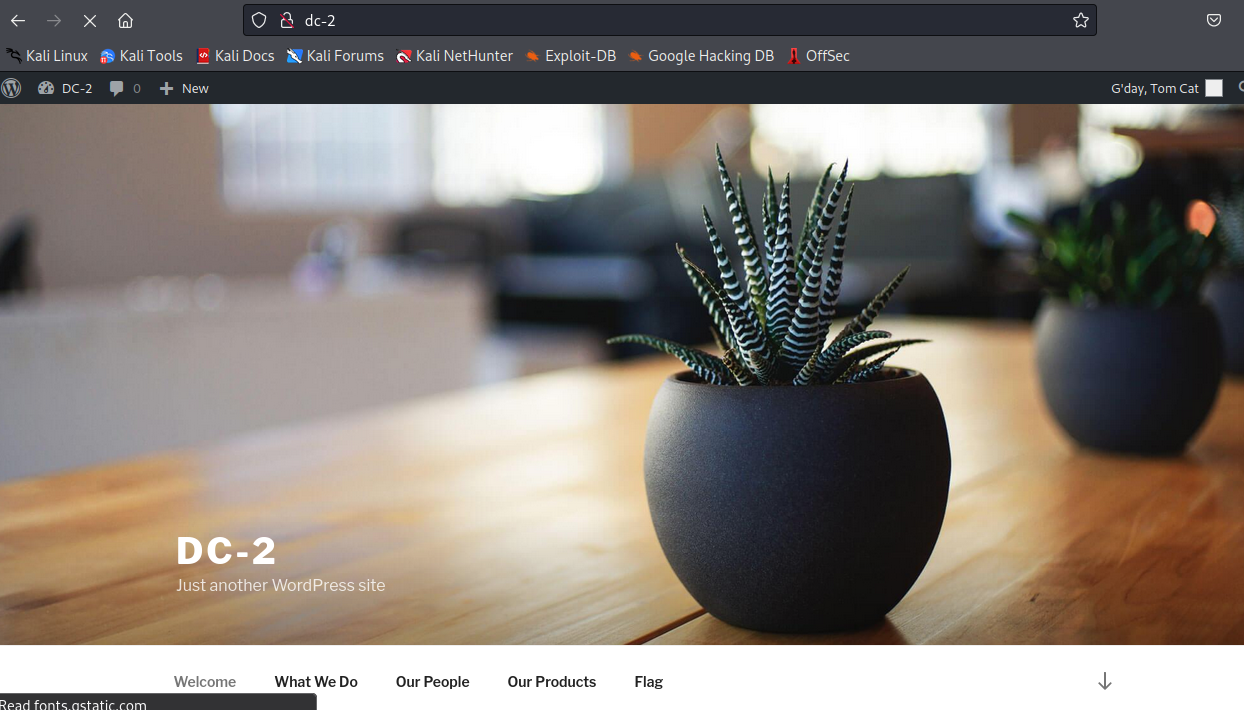 dc-2
Kali Linux Kali Tools Kali Docs Kali Forums Kali NetHunter Exploit-DB Google Hacking DB OffSec
DC-2 0 New G'day, Tom Cat
DC-2
Just another WordPress site
Welcome What We Do Our People Our Products Flag
Read fonts.gstatic.com